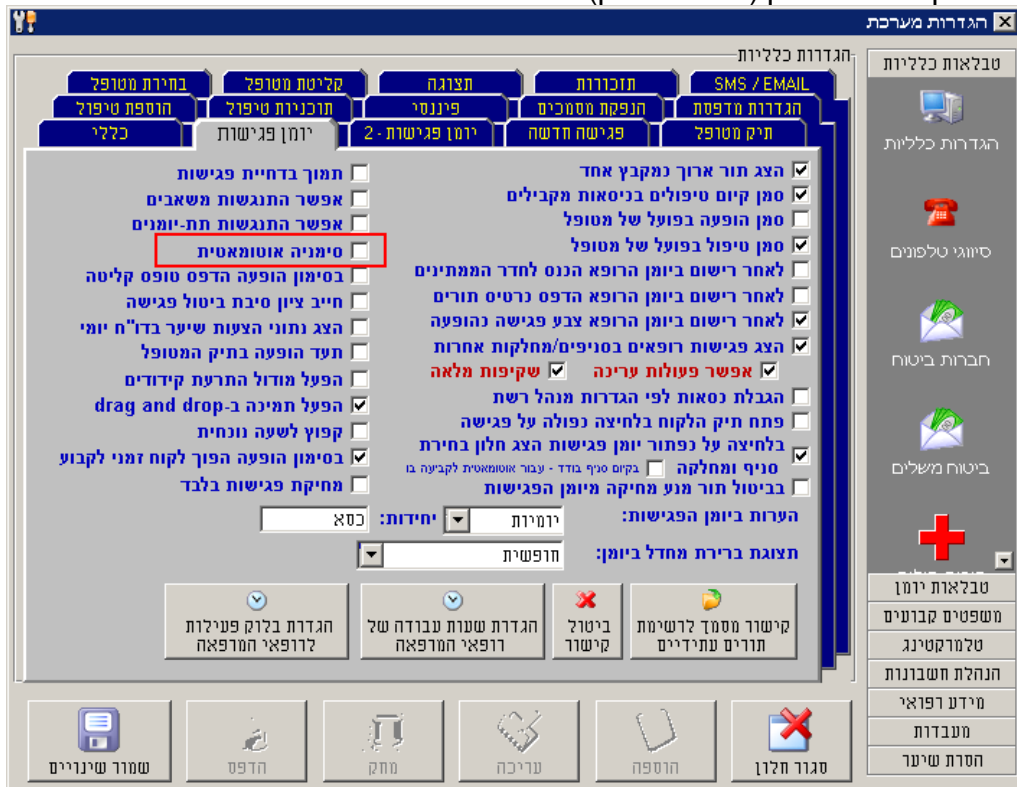 הגדרות מערכת
טבלאות כלליות
הגדרות כלליות
סיווגי טלפונים
חברות ביטוח
ביטוח משלים
טבלאות יומן
משפטים קבועים
טלמרקטינג
הנהלת חשבונות
מידע רפואי
מעבדות
הסרת שיער
הגדרות כלליות
SMS / EMAIL
תזכורות
תצוגה
קליטת מטופל
בחירת מטופל
הגדרות מדפסת
הנפקת מסמכים
פיננסי
תוכניות טיפול
הוספת טיפול
תיק מטופל
פגישה חדשה
יומן פגישות - 2
יומן פגישות
כללי
הצג תור ארוך כמקבץ אחד
סמן קיום טיפולים בכיסאות מקבילים
סמן הופעה בפועל של מטופל
סמן טיפול בפועל של מטופל
לאחר רישום ביומן הרופא הכנס לחדר הממתינים
לאחר רישום ביומן הרופא הדפס כרטיס תורים
לאחר רישום ביומן הרופא צבע פגישה כהופעה
הצג פגישות רופאים בסניפים/מחלקות אחרות
אפשר פעולות עריכה
שקיפות מלאה
הגבלת כסאות לפי הגדרות מנהל רשת
פתח תיק הלקוח בלחיצה כפולה על פגישה
בלחיצה על כפתור יומן פגישות הצג חלון בחירת
סניף ומחלקה
בקיום סניף בודד - עבור אוטומאטית לקביעה בו
בביטול תור מנע מחיקה מיומן הפגישות
תמוך בדחיית פגישות
אפשר התנגשות משאבים
אפשר התנגשות תת-יומנים
סימניה אוטומאטית
בסימון הופעה הדפס טופס קליטה
חייב ציון סיבת ביטול פגישה
הצג נתוני הצעות שיער בדו"ח יומי
תעד הופעה בתיק המטופל
הפעל מודול התרעת קידודים
הפעל תמיכה ב-drag and drop
קפוץ לשעה נוכחית
בסימון הופעה הפוך לקוח זמני לקבוע
מחיקת פגישות בלבד
הערות ביומן הפגישות:
יומיות
יחידות:
כסא
תצוגת ברירת מחדל ביומן:
חופשית
קישור מסמך לרשימת
תורים עתידיים
ביטול
קישור
הגדרת שעות עבודה של
רופאי המרפאה
הגדרת בלוק פעילות
לרופאי המרפאה
סגור חלון
הוספה
עריכה
מחק
הדפס
שמור שינויים